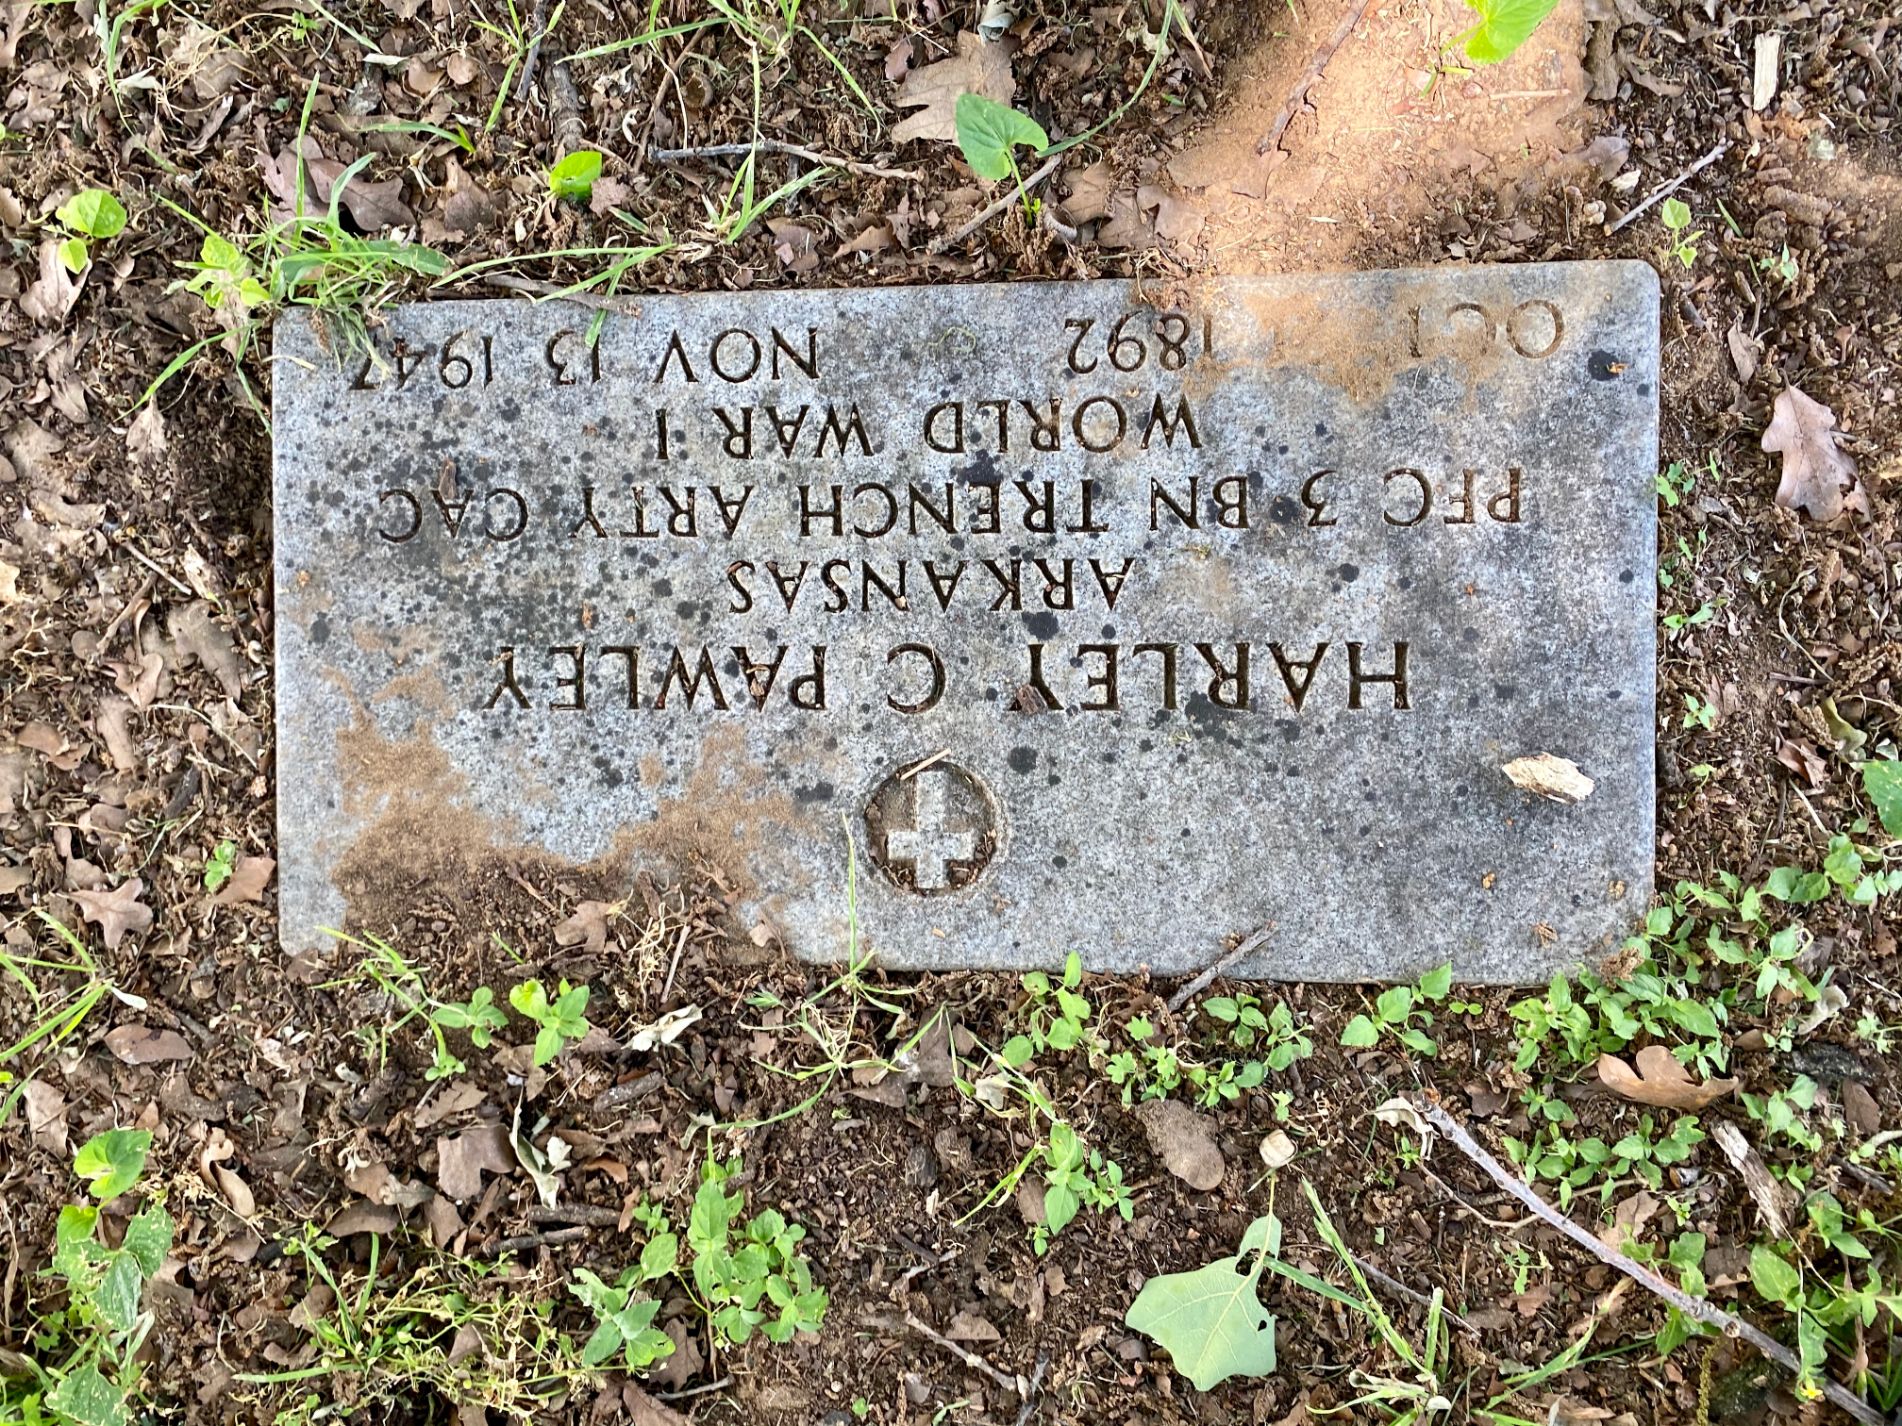 HARLEY C PAWLEY
ARKANSAS
PFC 3 BN TRENCH ARTY CAC
WORLD WAR I
OCT 1892 NOV 13 1947